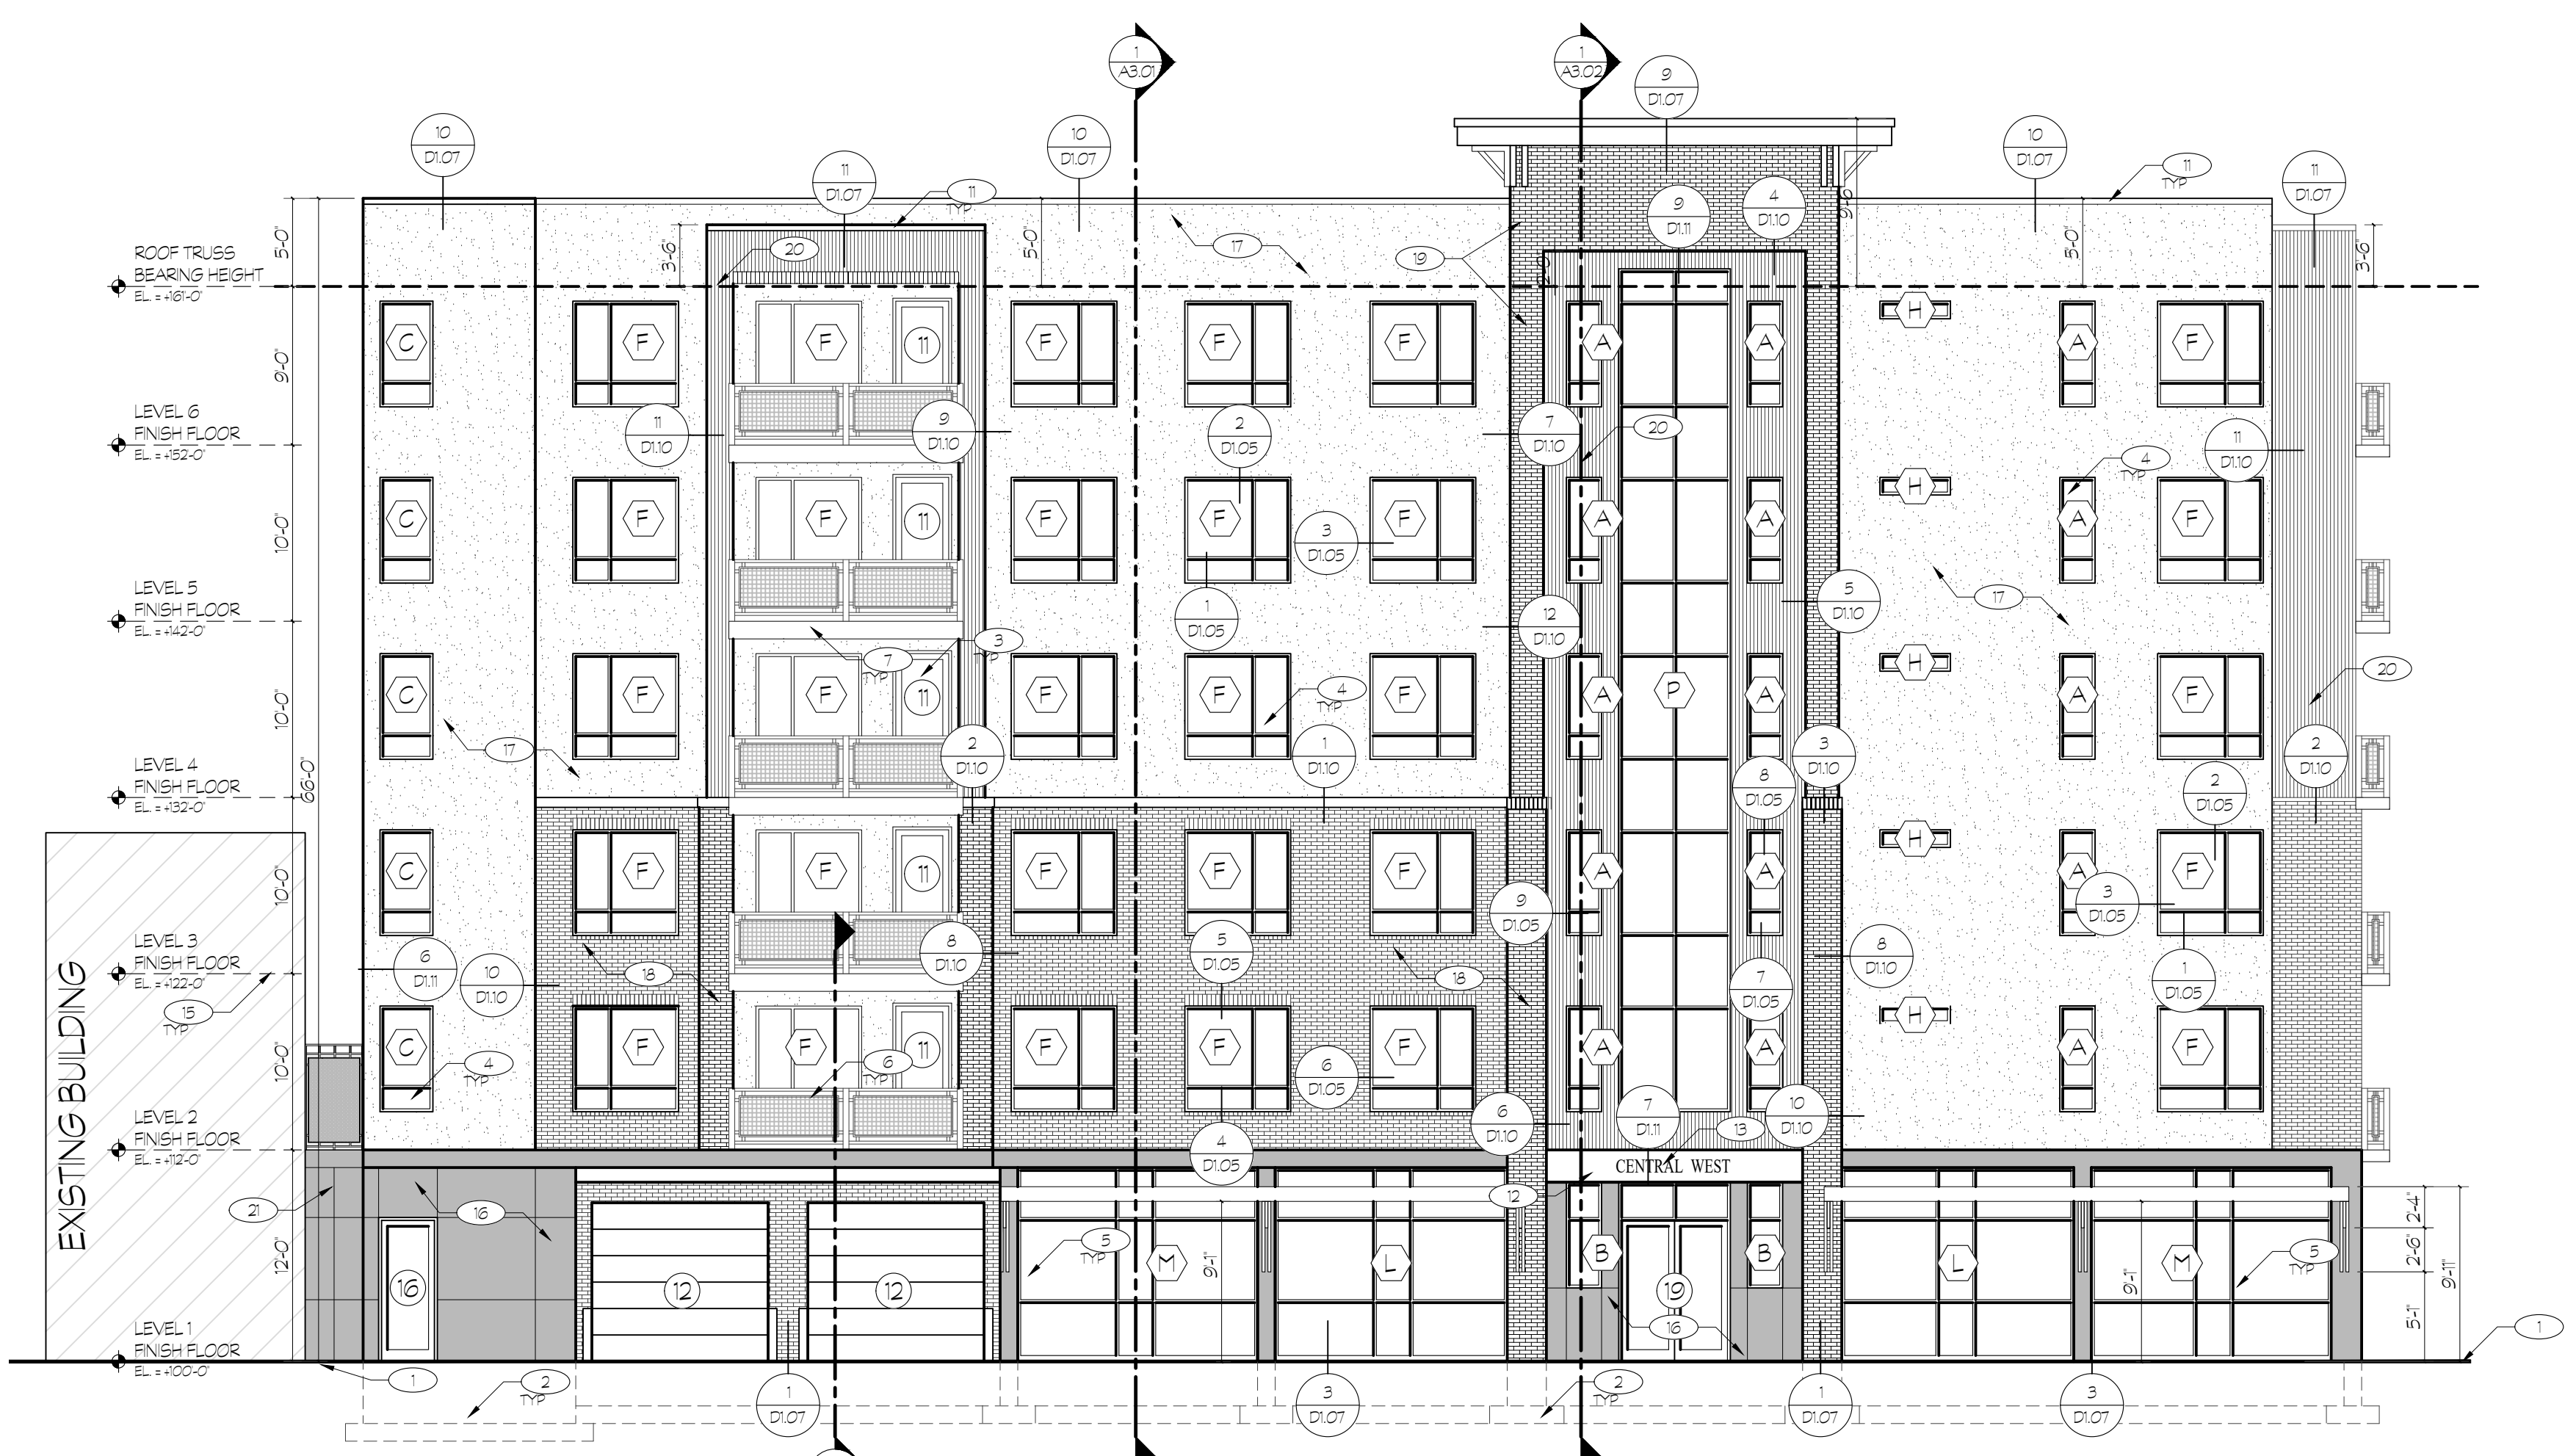 1
A3.01
1
A3.02
9
D1.07
10
D1.07
11
D1.07
11
TYP
10
D1.07
9
D1.11
4
D1.10
10
D1.07
11
TYP
11
D1.07
ROOF TRUSS
BEARING HEIGHT
EL. = +161'-0"
5'-0"
3'-6"
20
5'-0"
17
19
9'-6"
5'-0"
3'-6"
C
F
F
11
F
F
F
A
A
H
A
F
9'-0"
LEVEL 6
FINISH FLOOR
EL. = +152'-0"
11
D1.10
9
D1.10
2
D1.05
7
D1.10
20
4
TYP
11
D1.10
C
F
F
11
F
F
F
A
A
H
A
F
10'-0"
3
D1.05
LEVEL 5
FINISH FLOOR
EL. = +142'-0"
1
D1.05
12
D1.10
5
D1.10
17
7
TYP
3
TYP
C
F
F
11
F
F
F
A
P
A
H
A
F
20
10'-0"
4
TYP
17
2
D1.10
1
D1.10
3
D1.10
2
D1.10
LEVEL 4
FINISH FLOOR
EL. = +132'-0"
66'-0"
8
D1.05
2
D1.05
C
F
F
11
F
F
F
A
A
H
A
F
10'-0"
9
D1.05
3
D1.05
LEVEL 3
FINISH FLOOR
EL. = +122'-0"
15
TYP
6
D1.11
10
D1.10
18
8
D1.10
5
D1.05
18
7
D1.05
8
D1.10
1
D1.05
EXISTING BUILDING
C
F
F
11
F
F
F
A
A
H
A
F
10'-0"
4
TYP
6
TYP
6
D1.05
LEVEL 2
FINISH FLOOR
EL. = +112'-0"
4
D1.05
6
D1.10
7
D1.11
13
10
D1.10
CENTRAL WEST
12
21
16
5
TYP
12'-0"
16
12
12
M
9'-1"
L
B
19
B
L
9'-1"
M
5
TYP
2'-4"
2'-6"
5'-1"
9'-11"
16
LEVEL 1
FINISH FLOOR
EL. = +100'-0"
1
1
2
TYP
1
D1.07
3
D1.07
2
TYP
1
D1.07
3
D1.07